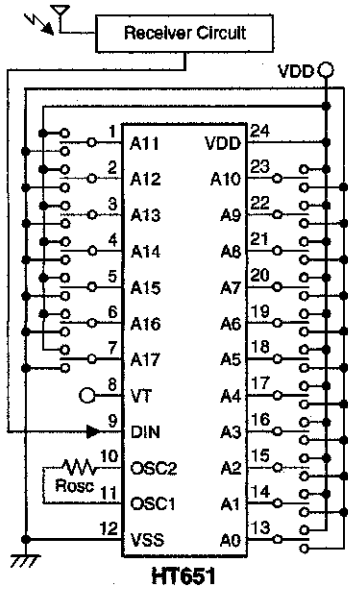 Receiver Circuit
VDD
1 A11 VDD 24
2 A12 A10 23
3 A13 A9 22
4 A14 A8 21
5 A15 A7 20
6 A16 A6 19
7 A17 A5 18
8 VT A4 17
9 DIN A3 16
10 OSC2 A2 15
Rosc
11 OSC1 A1 14
12 VSS A0 13
HT651